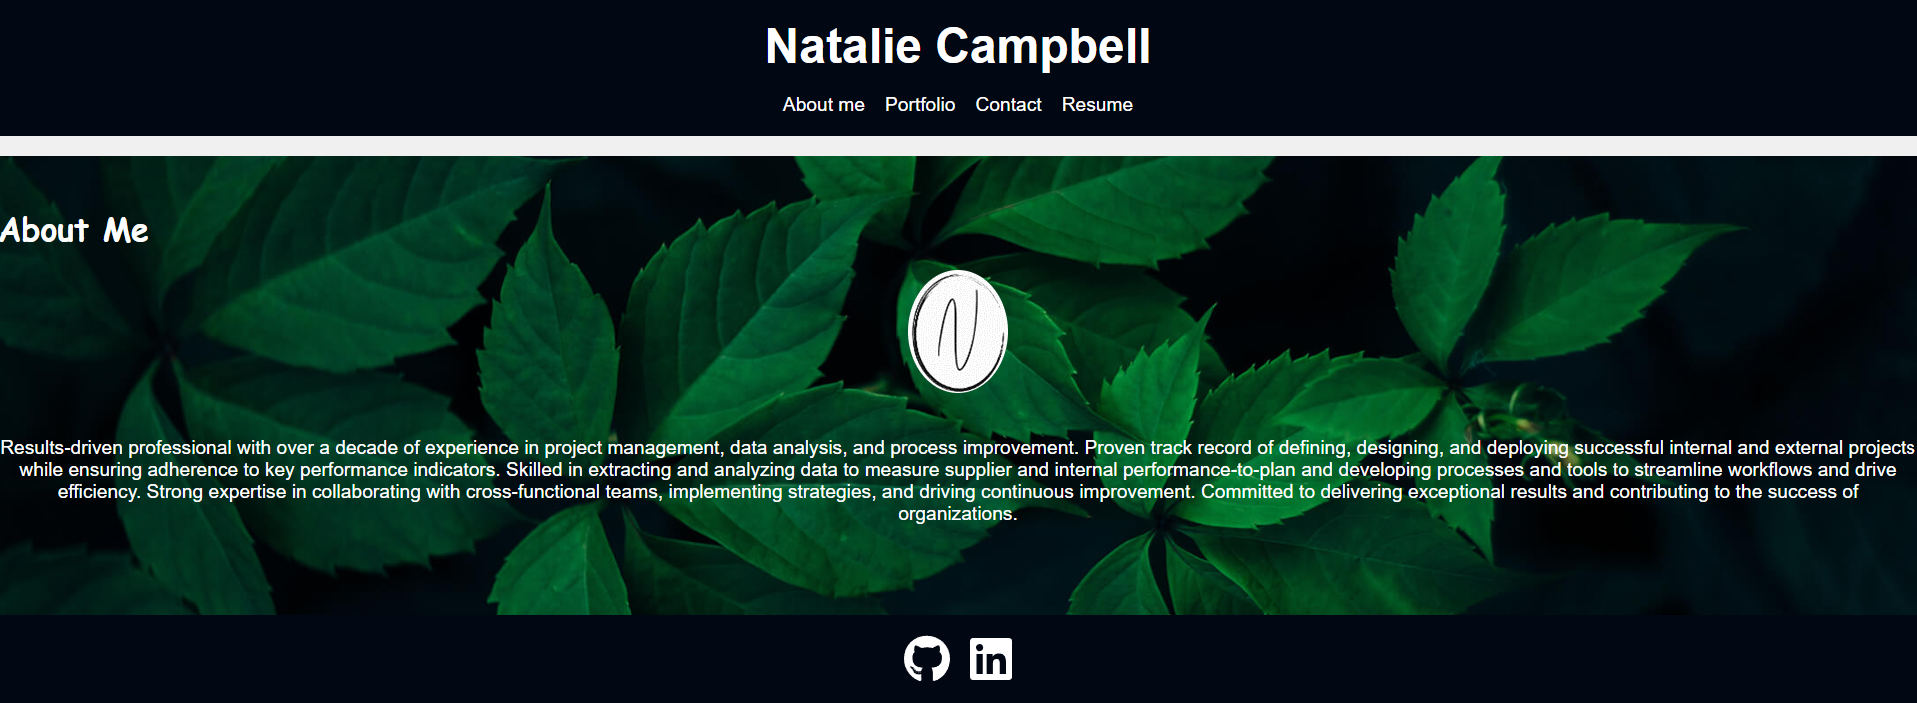 Natalie Campbell
About me Portfolio Contact Resume
About Me
N
Results-driven professional with over a decade of experience in project management, data analysis, and process improvement. Proven track record of defining, designing, and deploying successful internal and external projects
while ensuring adherence to key performance indicators. Skilled in extracting and analyzing data to measure supplier and internal performance-to-plan and developing processes and tools to streamline workflows and drive
efficiency. Strong expertise in collaborating with cross-functional teams, implementing strategies, and driving continuous improvement. Committed to delivering exceptional results and contributing to the success of
organizations.
in